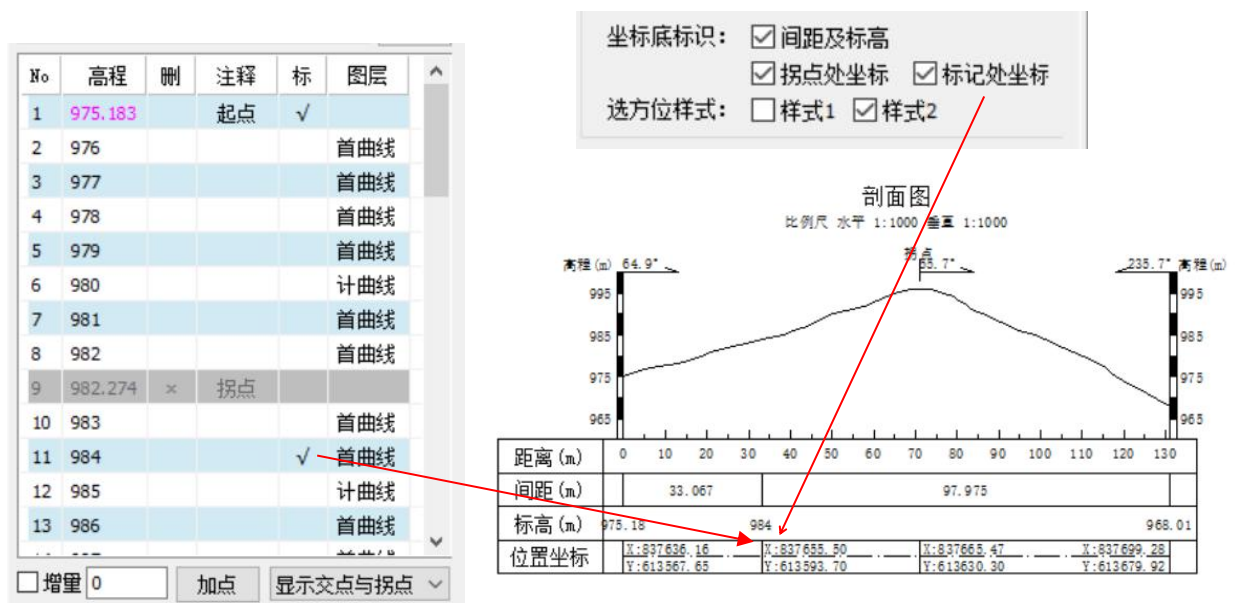 No 高程 删 注释 标 图层
1 975.183 起点 √
2 976 首曲线
3 977 首曲线
4 978 首曲线
5 979 首曲线
6 980 计曲线
7 981 首曲线
8 982 首曲线
9 982.274 × 拐点
10 983 首曲线
11 984 √ 首曲线
12 985 计曲线
13 986 首曲线
增量 0 加点 显示交点与拐点
坐标底标识： 间距及标高
拐点处坐标 标记处坐标
选方位样式： 样式1 样式2
剖面图
比例尺 水平 1:1000 垂直 1:1000
拐点
高程(m) 64.9° 55.7° 235.7° 高程(m)
995 995
985 985
975 975
965 965
距离(m) 0 10 20 30 40 50 60 70 80 90 100 110 120 130
间距(m) 33.067 97.975
标高(m) 975.18 984 968.01
位置坐标 X:837636.16 X:837655.50 X:837665.47 X:837699.28
Y:613567.65 Y:613593.70 Y:613630.30 Y:613679.92